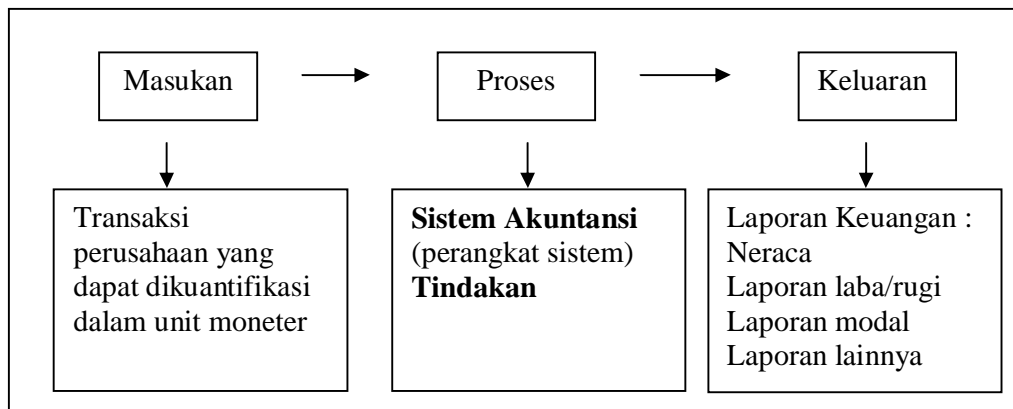 Masukan
Proses
Keluaran
Transaksi
perusahaan yang
dapat dikuantifikasi
dalam unit moneter
Sistem Akuntansi
(perangkat sistem)
Tindakan
Laporan Keuangan :
Neraca
Laporan laba/rugi
Laporan modal
Laporan lainnya